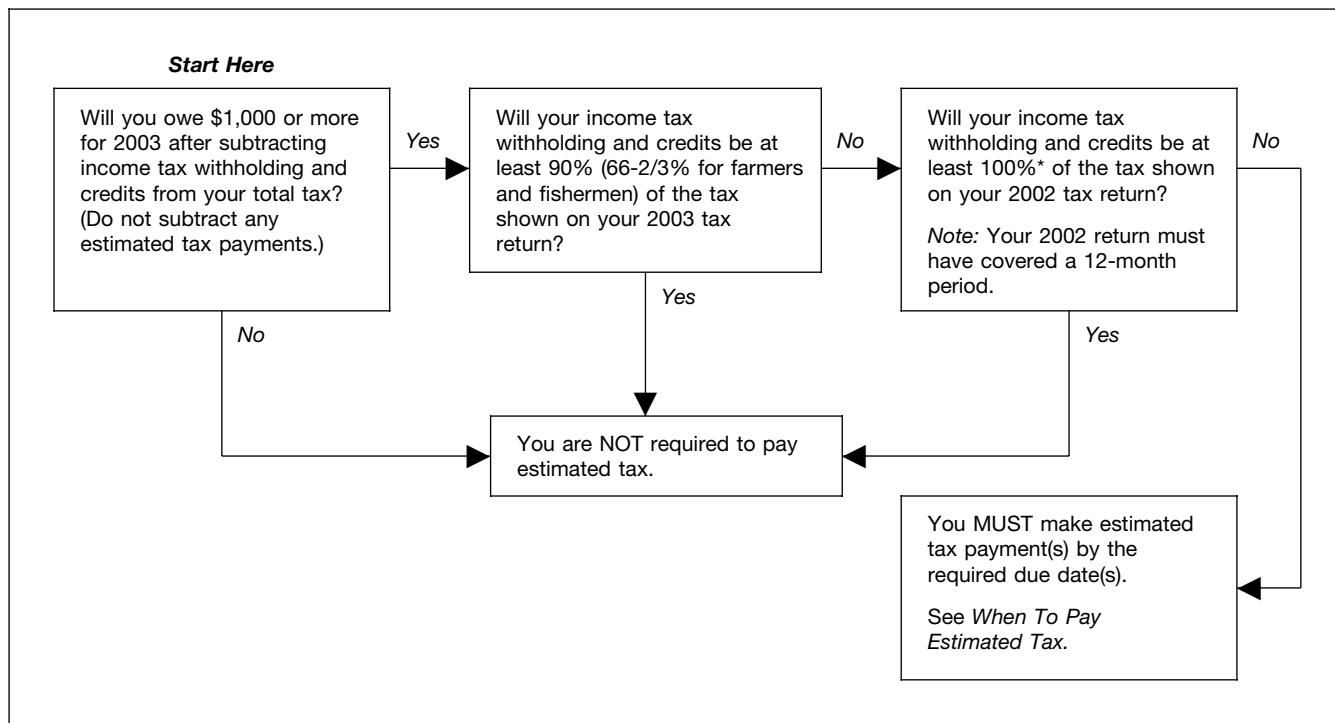 Start Here
Will you owe $1,000 or more
for 2003 after subtracting
income tax withholding and
credits from your total tax?
(Do not subtract any
estimated tax payments.)
Yes
Will your income tax
withholding and credits be at
least 90% (66-2/3% for farmers
and fishermen) of the tax
shown on your 2003 tax
return?
No
Will your income tax
withholding and credits be at
least 100%* of the tax shown
on your 2002 tax return?
Note: Your 2002 return must
have covered a 12-month
period.
No
No
Yes
Yes
You are NOT required to pay
estimated tax.
You MUST make estimated
tax payment(s) by the
required due date(s).
See When To Pay
Estimated Tax.